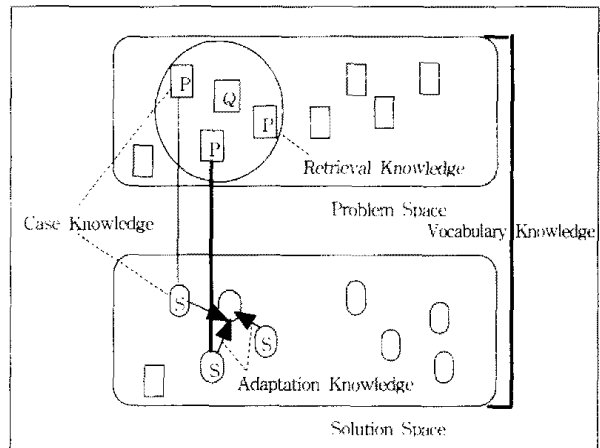 P
Q
P
P
Retrieval Knowledge
Problem Space
Case Knowledge
Vocabulary Knowledge
S
S
S
Adaptation Knowledge
Solution Space